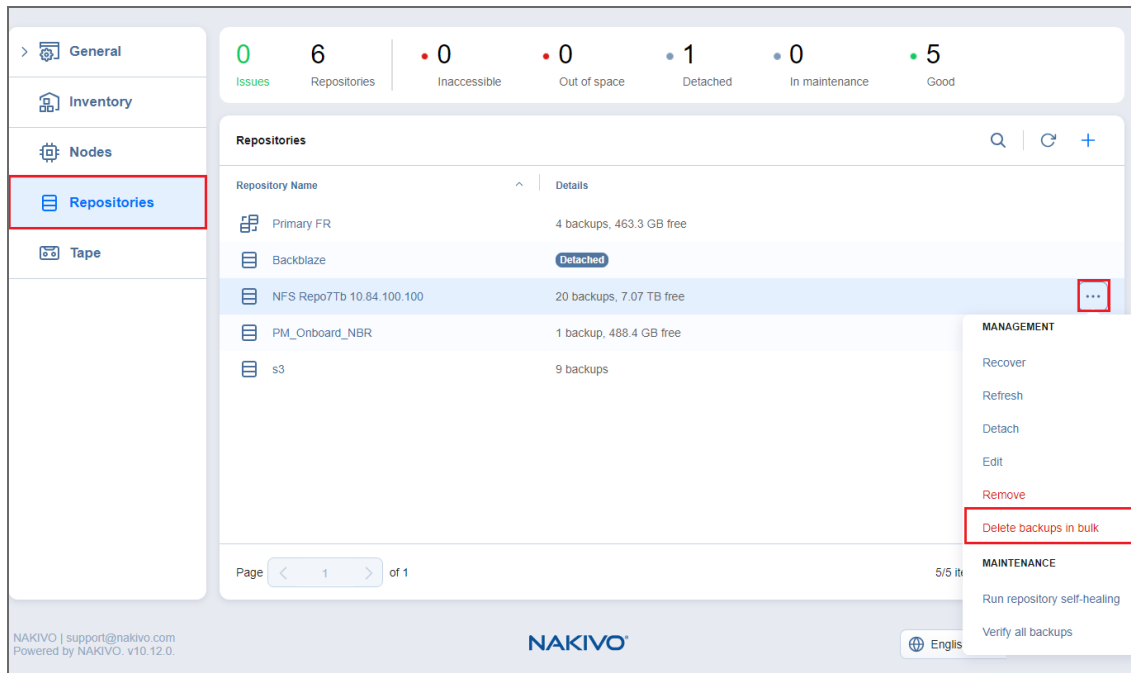 General
Inventory
Nodes
Repositories
Tape
0 6 0 0 1 0 5
Issues Repositories Inaccessible Out of space Detached In maintenance Good
Repositories
Repository Name Details
Primary FR 4 backups, 463.3 GB free
Backblaze Detached
NFS Repo7Tb 10.84.100.100 20 backups, 7.07 TB free
PM_Onboard_NBR 1 backup, 488.4 GB free
s3 9 backups
MANAGEMENT
Recover
Refresh
Detach
Edit
Remove
Delete backups in bulk
MAINTENANCE
Run repository self-healing
Verify all backups
Page 1 of 1 5/5
NAKIVO | support@nakivo.com
Powered by NAKIVO. v10.12.0.
NAKIVO®